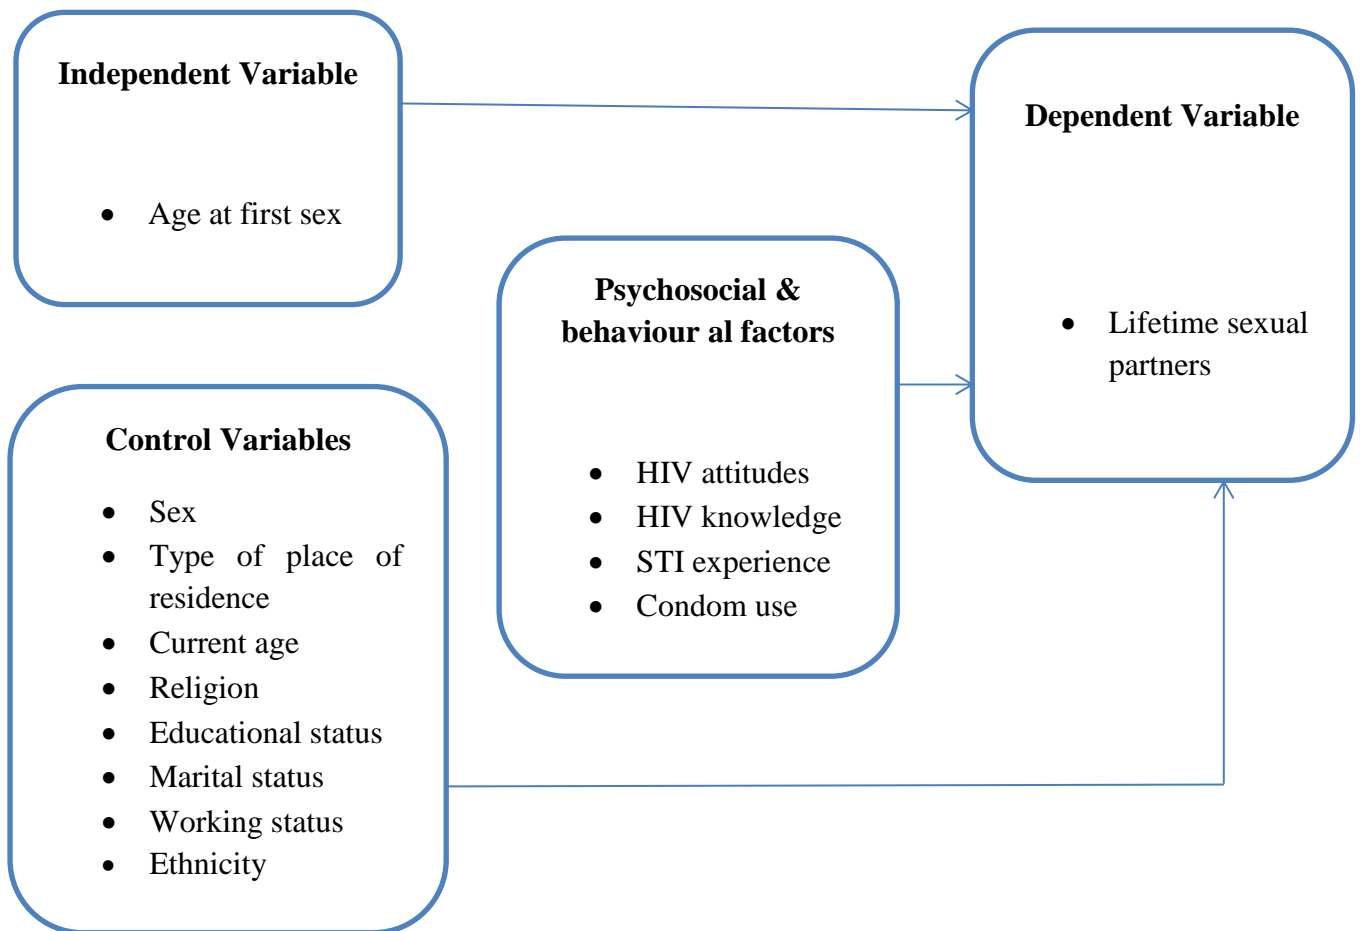 Independent Variable
• Age at first sex
Dependent Variable
• Lifetime sexual
partners
Psychosocial &
behaviour al factors
• HIV attitudes
• HIV knowledge
• STI experience
• Condom use
Control Variables
• Sex
• Type of place of
residence
• Current age
• Religion
• Educational status
• Marital status
• Working status
• Ethnicity